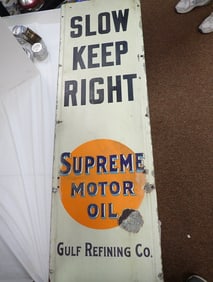 SLOW
KEEP
RIGHT
SUPREME
MOTOR
OIL
GULF REFINING CO.